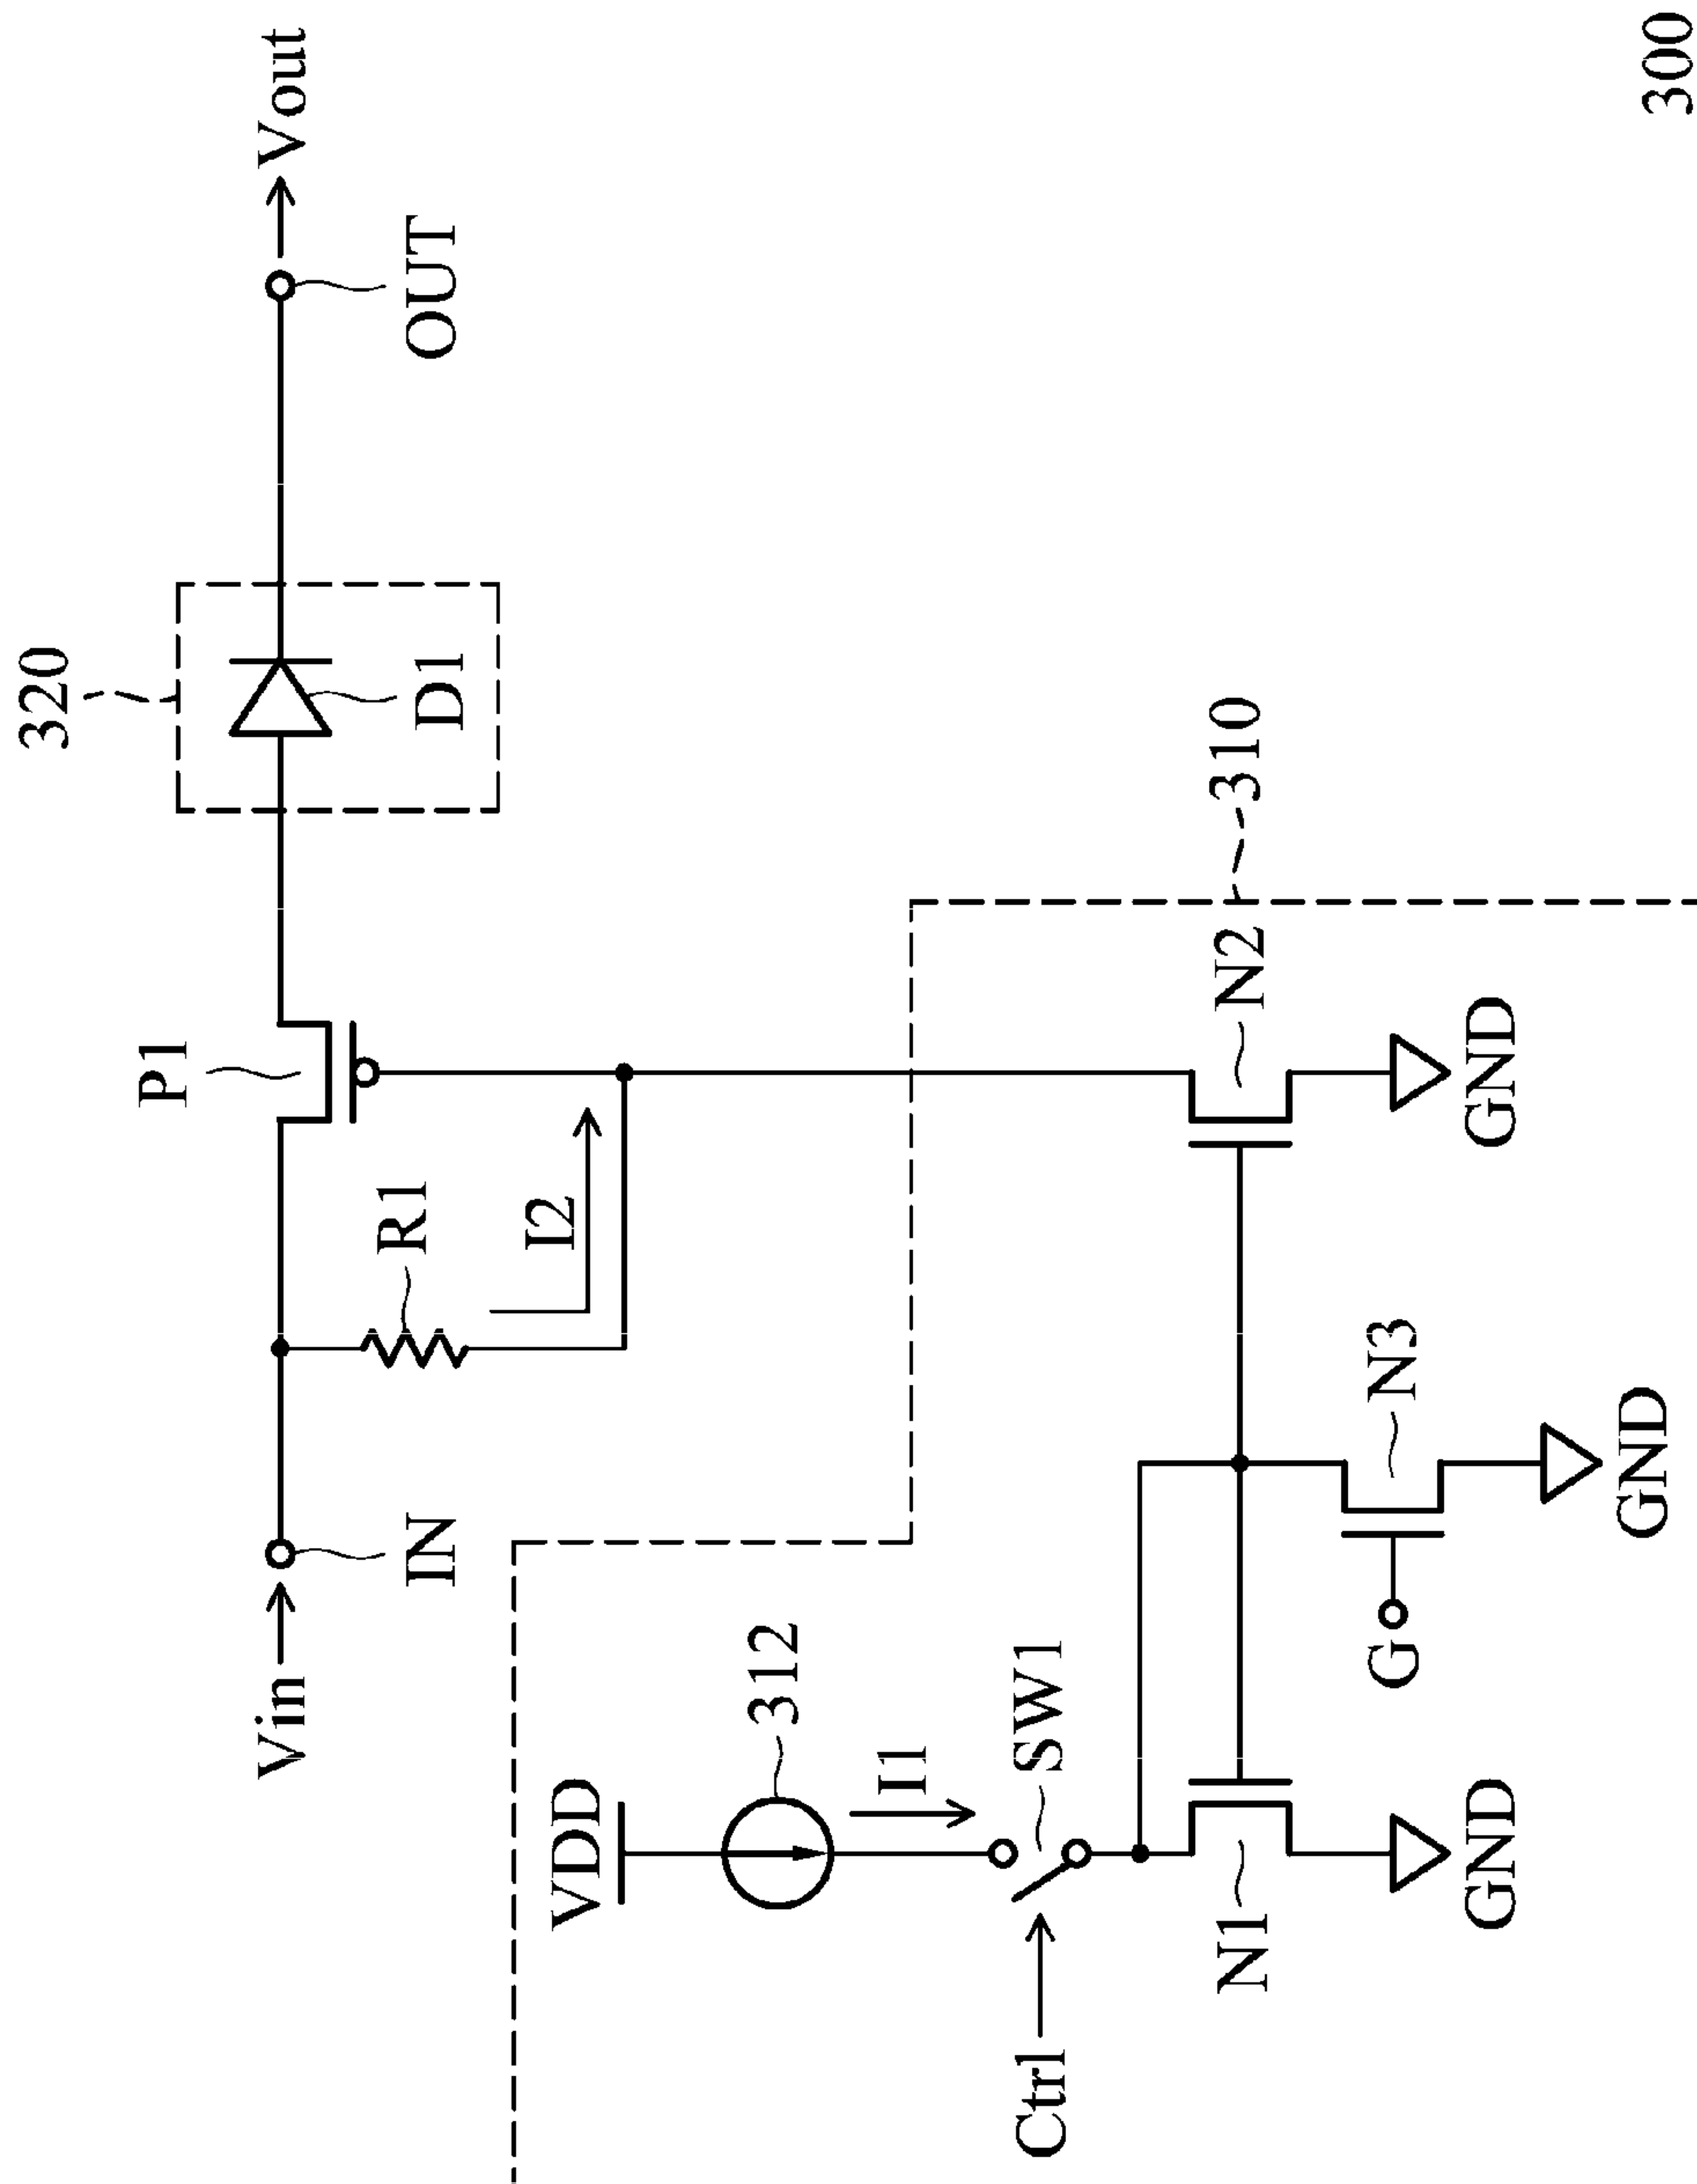 320
P1
Vin
IN
R1
I2
D1
OUT
Vout
VDD
312
I1
Ctrl
SW1
N1
GND
G
N3
GND
N2
310
GND
300